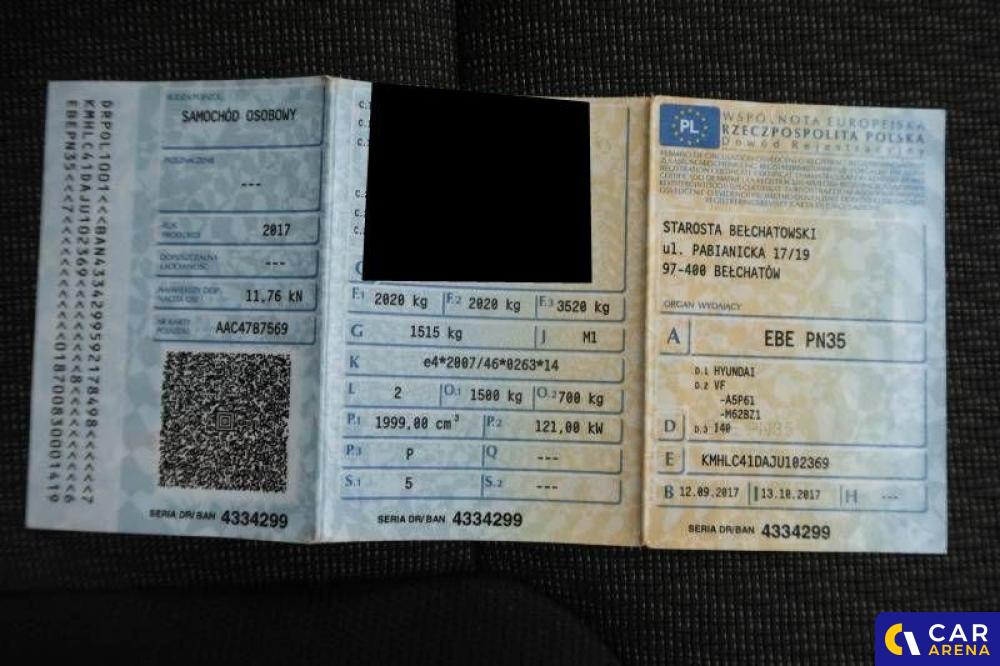 DRPOL1001<<BAN4334299592178498<<<<<<7
KMHLC41DAJU102369<<<<<<<<<<<8<<<<<<<
EBEPN35<<7<<<<<<<<<<<<0187008300001419
RODZAJ POJAZDU
SAMOCHÓD OSOBOWY
PRZEZNACZENIE
---
ROK PRODUKCJI
2017
DOPUSZCZALNA ŁADOWNOŚĆ
---
NAJWIĘKSZY DOP. NACISK OSI
11,76 kN
NR KARTY POJAZDU
AAC4787569
SERIA DR/BAN 4334299
F.1 2020 kg F.2 2020 kg F.3 3520 kg
G 1515 kg J M1
K e4*2007/46*0263*14
L 2 O.1 1500 kg O.2 700 kg
P.1 1999,00 cm³ P.2 121,00 kW
P.3 P Q ---
S.1 5 S.2 ---
SERIA DR/BAN 4334299
PL
WSPÓLNOTA EUROPEJSKA
RZECZPOSPOLITA POLSKA
Dowód Rejestracyjny
STAROSTA BEŁCHATOWSKI
ul. PABIANICKA 17/19
97-400 BEŁCHATÓW
ORGAN WYDAJĄCY
A EBE PN35
D.1 HYUNDAI
D.2 VF
-A5P61
-M62BZ1
D D.3 I40
E KMHLC41DAJU102369
B 12.09.2017 I 13.10.2017 H ---
SERIA DR/BAN 4334299
CAR
ARENA